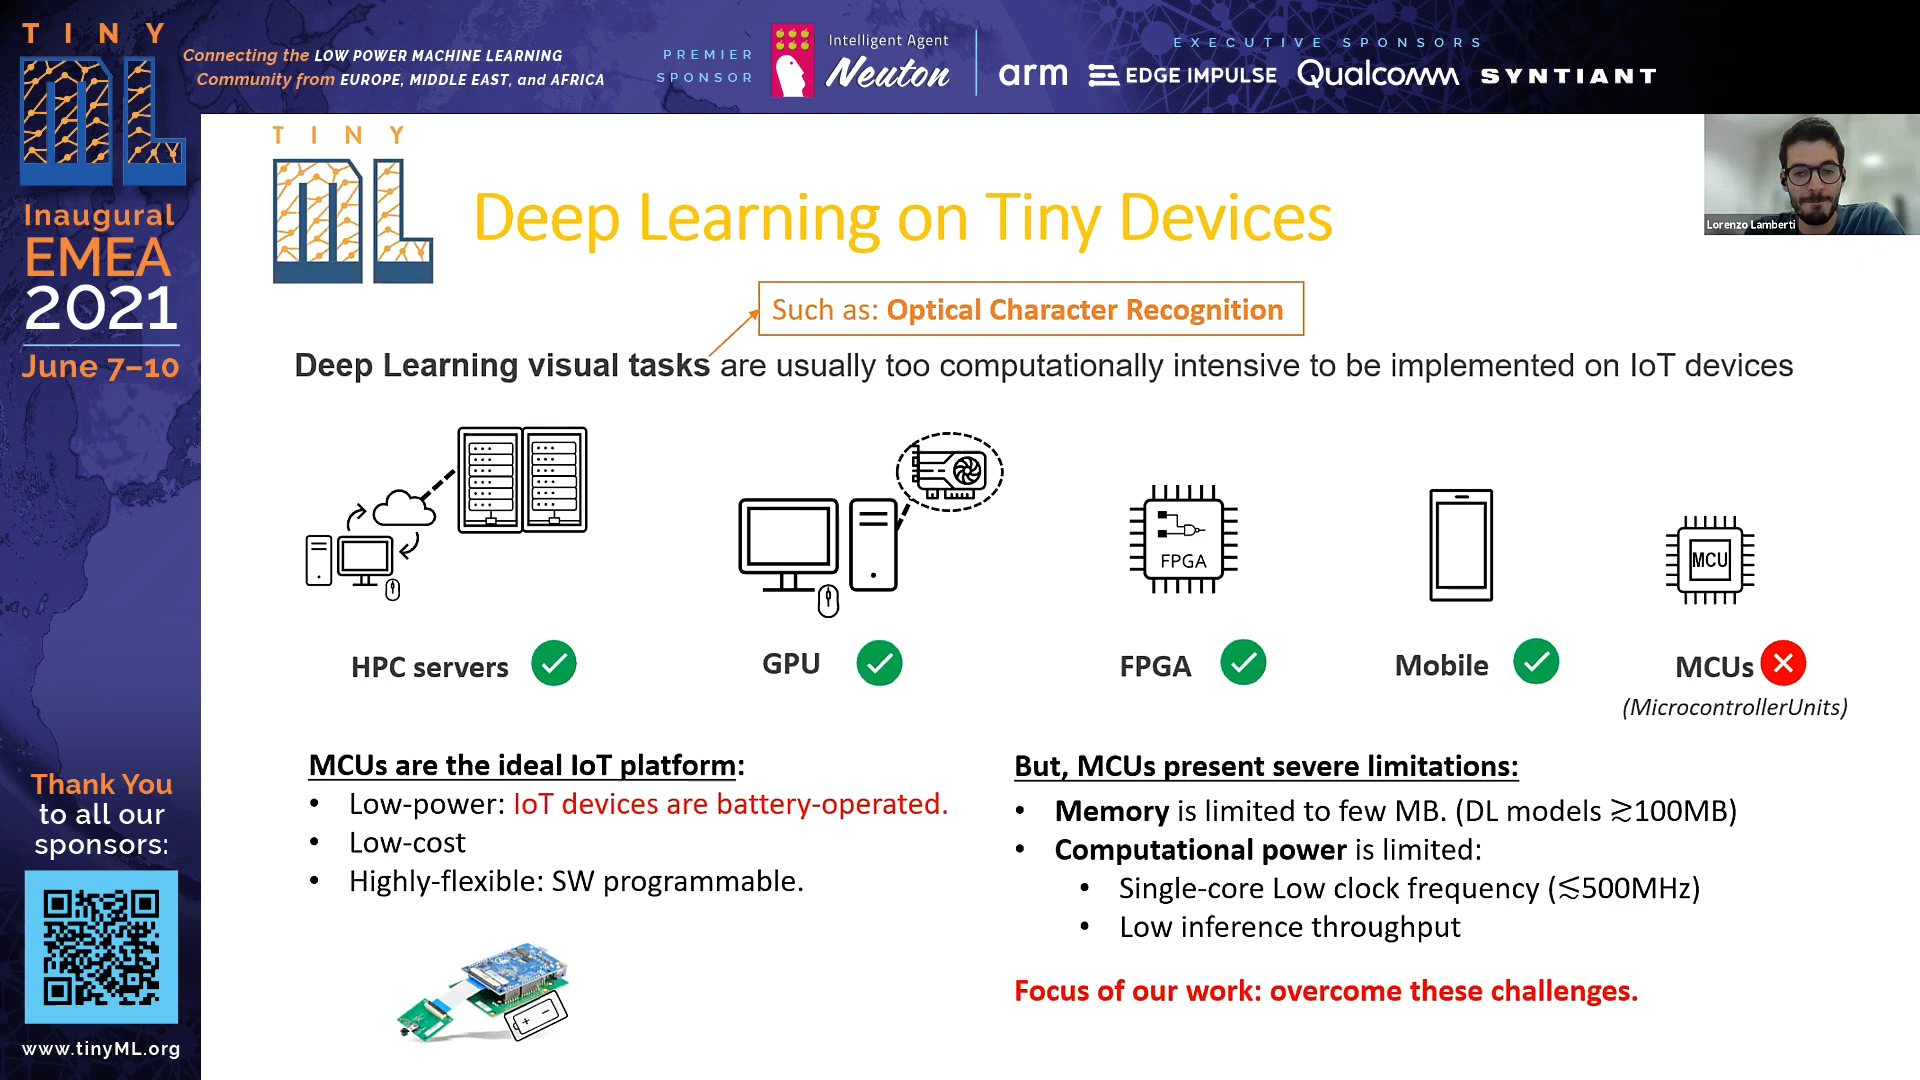 TINY
ML
Connecting the LOW POWER MACHINE LEARNING
Community from EUROPE, MIDDLE EAST, and AFRICA
PREMIER
SPONSOR
Intelligent Agent
Neuton
EXECUTIVE SPONSORS
arm
EDGE IMPULSE
Qualcomm
SYNTIANT
Inaugural
EMEA
2021
June 7–10
Thank You
to all our
sponsors:
www.tinyML.org
TINY
ML
Deep Learning on Tiny Devices
Lorenzo Lamberti
Such as: Optical Character Recognition
Deep Learning visual tasks are usually too computationally intensive to be implemented on IoT devices
FPGA
MCU
HPC servers
GPU
FPGA
Mobile
MCUs
(MicrocontrollerUnits)
MCUs are the ideal IoT platform:
• Low-power: IoT devices are battery-operated.
• Low-cost
• Highly-flexible: SW programmable.
But, MCUs present severe limitations:
• Memory is limited to few MB. (DL models ≳100MB)
• Computational power is limited:
• Single-core Low clock frequency (≲500MHz)
• Low inference throughput
Focus of our work: overcome these challenges.